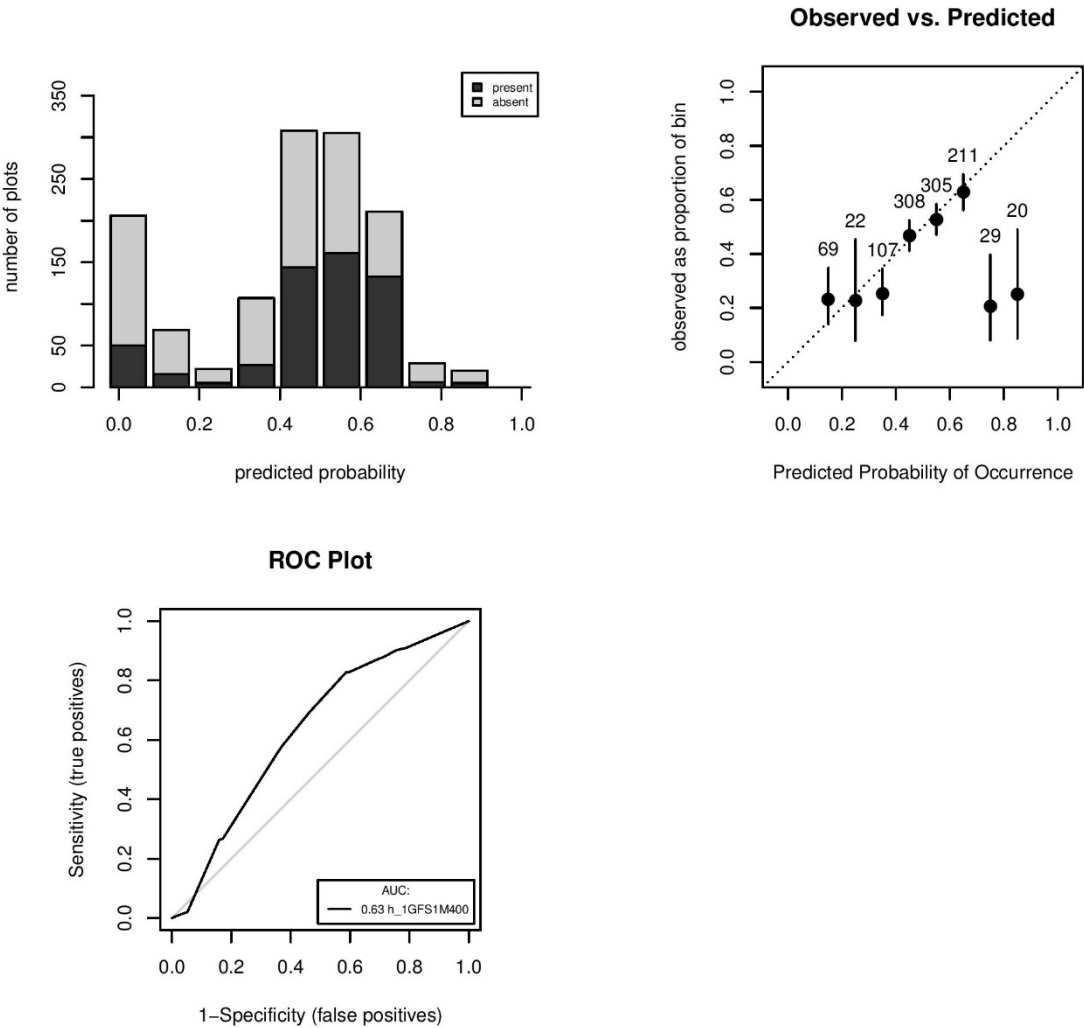 350
250
150
50
0
number of plots
present
absent
0.0 0.2 0.4 0.6 0.8 1.0
predicted probability
Observed vs. Predicted
1.0
0.8
0.6
0.4
0.2
0.0
observed as proportion of bin
69
22
107
308
305
211
29
20
0.0 0.2 0.4 0.6 0.8 1.0
Predicted Probability of Occurrence
ROC Plot
1.0
0.8
0.6
0.4
0.2
0.0
Sensitivity (true positives)
AUC:
0.63 h_1GFS1M400
0.0 0.2 0.4 0.6 0.8 1.0
1−Specificity (false positives)